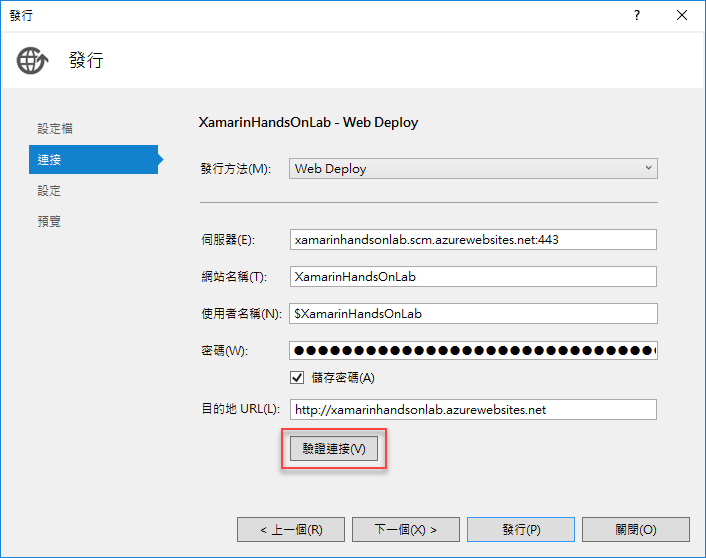 發行
?
發行
設定檔
連接
設定
預覽
XamarinHandsOnLab - Web Deploy
發行方法(M): Web Deploy
伺服器(E): xamarinhandsonlab.scm.azurewebsites.net:443
網站名稱(T): XamarinHandsOnLab
使用者名稱(N): $XamarinHandsOnLab
密碼(W): ●●●●●●●●●●●●●●●●●●●●●●●●●●●●●●
儲存密碼(A)
目的地 URL(L): http://xamarinhandsonlab.azurewebsites.net
驗證連接(V)
< 上一個(R) 下一個(X) > 發行(P) 關閉(O)